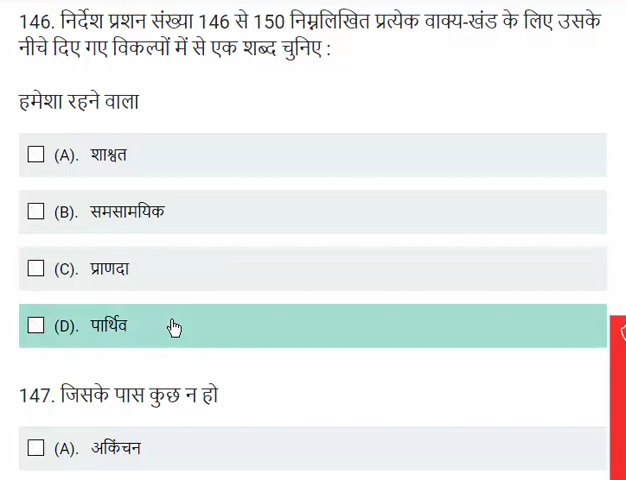 146. निर्देश प्रशन संख्या 146 से 150 निम्नलिखित प्रत्येक वाक्य-खंड के लिए उसके
नीचे दिए गए विकल्पों में से एक शब्द चुनिए :
हमेशा रहने वाला
(A). शाश्वत
(B). समसामयिक
(C). प्राणदा
(D). पार्थिव
147. जिसके पास कुछ न हो
(A). अकिंचन